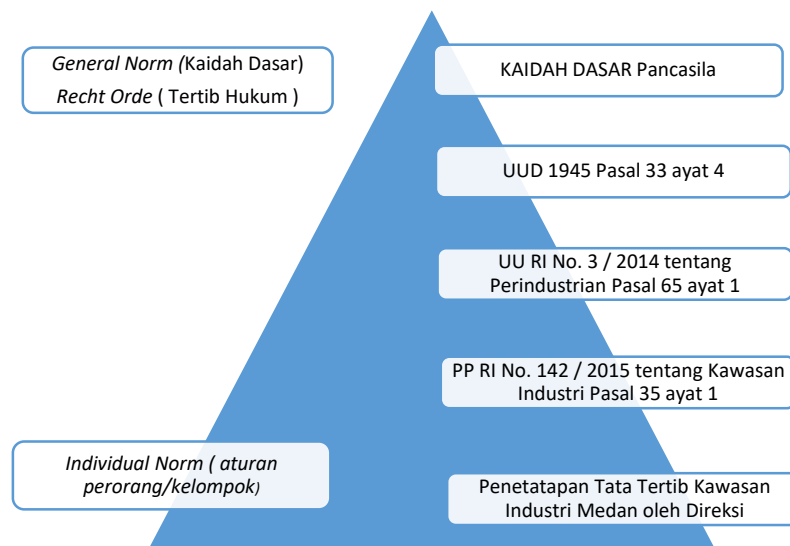 General Norm (Kaidah Dasar)
Recht Orde ( Tertib Hukum )
KAIDAH DASAR Pancasila
UUD 1945 Pasal 33 ayat 4
UU RI No. 3 / 2014 tentang
Perindustrian Pasal 65 ayat 1
PP RI No. 142 / 2015 tentang Kawasan
Industri Pasal 35 ayat 1
Individual Norm ( aturan
perorang/kelompok)
Penetatapan Tata Tertib Kawasan
Industri Medan oleh Direksi